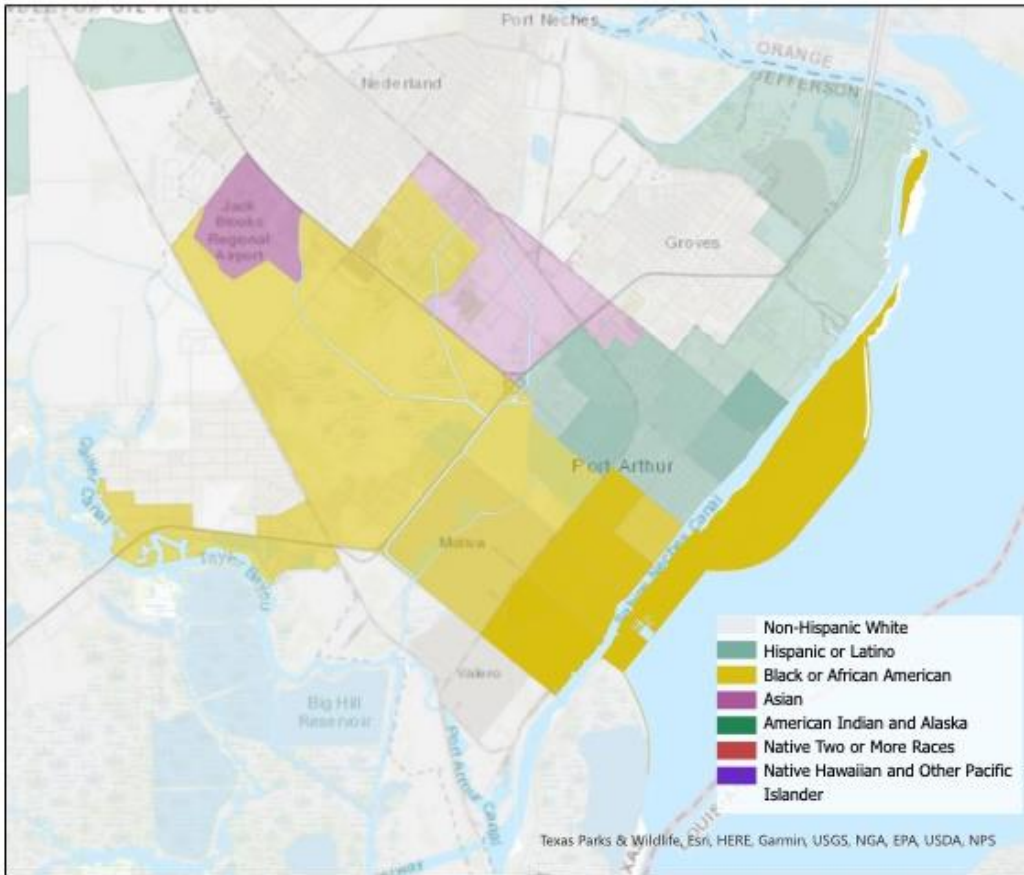 Port Neches
ORANGE
JEFFERSON
Nederland
287
Jack
Brooks
Regional
Airport
Groves
Port Arthur
Motiva
Taylor Bayou
Valero
Big Hill
Reservoir
Port Arthur
Canal
Neches Canal
Non-Hispanic White
Hispanic or Latino
Black or African American
Asian
American Indian and Alaska
Native Two or More Races
Native Hawaiian and Other Pacific
Islander
Texas Parks & Wildlife, Esri, HERE, Garmin, USGS, NGA, EPA, USDA, NPS